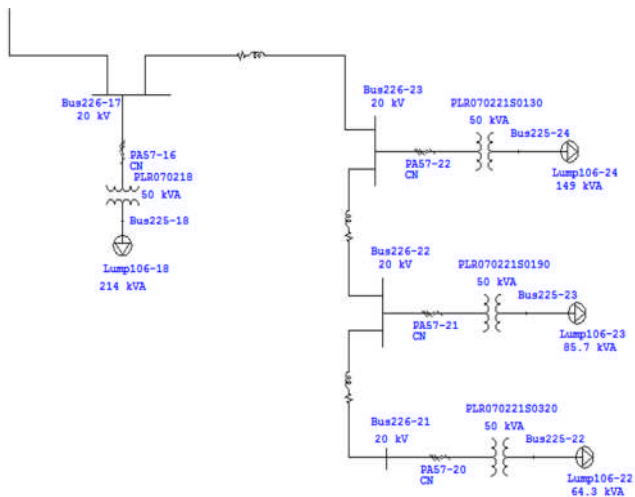 Bus226-17
20 kV
PA57-16
CN
PLR070218
50 kVA
Bus225-18
Lump106-18
214 kVA
Bus226-23
20 kV
PLR070221S0130
50 kVA
Bus225-24
PA57-22
CN
Lump106-24
149 kVA
Bus226-22
20 kV
PLR070221S0190
50 kVA
Bus225-23
PA57-21
CN
Lump106-23
85.7 kVA
Bus226-21
20 kV
PLR070221S0320
50 kVA
Bus225-22
PA57-20
CN
Lump106-22
64.3 kVA